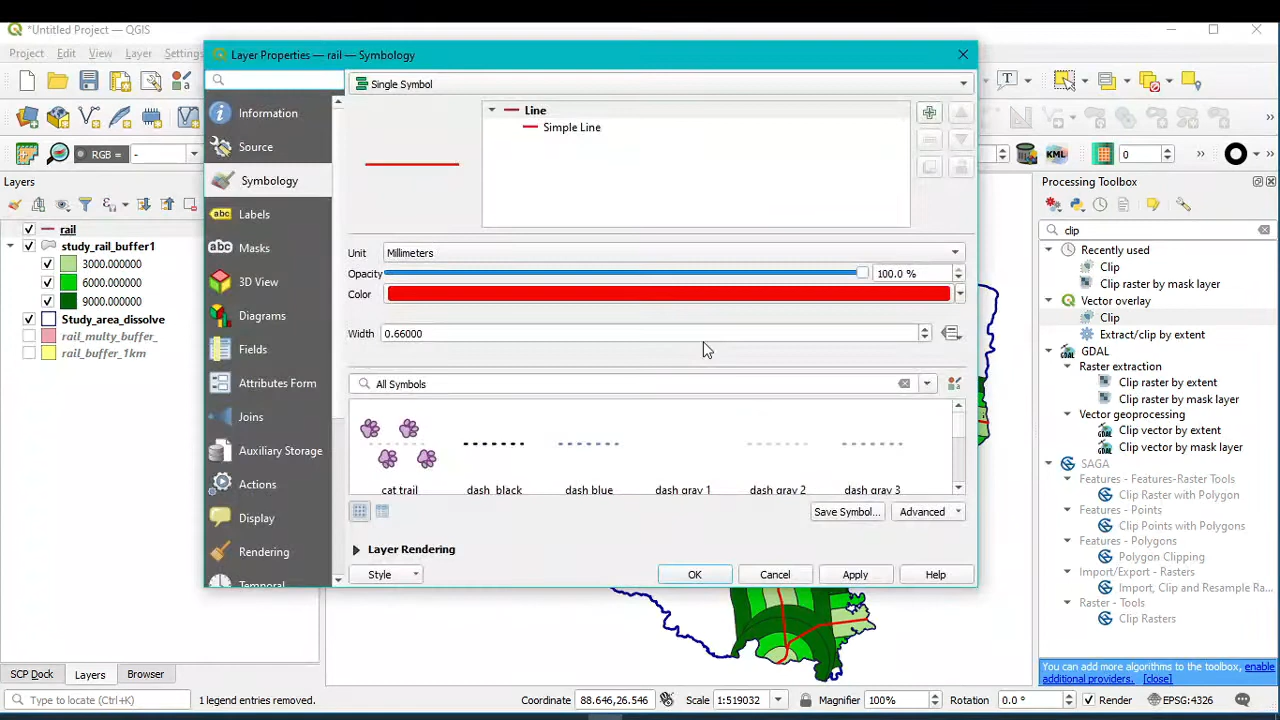 *Untitled Project — QGIS
Project Edit View Layer Settings
Layer Properties — rail — Symbology
Single Symbol
Information
Source
Symbology
Labels
Masks
3D View
Diagrams
Fields
Attributes Form
Joins
Auxiliary Storage
Actions
Display
Rendering
Temporal
Line
Simple Line
Unit Millimeters
Opacity 100.0 %
Color
Width 0.66000
All Symbols
cat trail dash black dash blue dash gray 1 dash gray 2 dash gray 3
Save Symbol... Advanced
Layer Rendering
Style OK Cancel Apply Help
RGB = -
Layers
rail
study_rail_buffer1
3000.000000
6000.000000
9000.000000
Study_area_dissolve
rail_multy_buffer_
rail_buffer_1km
T
KML 0
Processing Toolbox
clip
Recently used
Clip
Clip raster by mask layer
Vector overlay
Clip
Extract/clip by extent
GDAL
Raster extraction
Clip raster by extent
Clip raster by mask layer
Vector geoprocessing
Clip vector by extent
Clip vector by mask layer
SAGA
Features - Features-Raster Tools
Clip Raster with Polygon
Features - Points
Clip Points with Polygons
Features - Polygons
Polygon Clipping
Import/Export - Rasters
Import, Clip and Resample Ra...
Raster - Tools
Clip Rasters
You can add more algorithms to the toolbox, enable
additional providers. [close]
SCP Dock Layers Browser
Type to locate (Ctrl+K) 1 legend entries removed. Coordinate 88.646,26.546 Scale 1:519032 Magnifier 100% Rotation 0.0 ° Render EPSG:4326